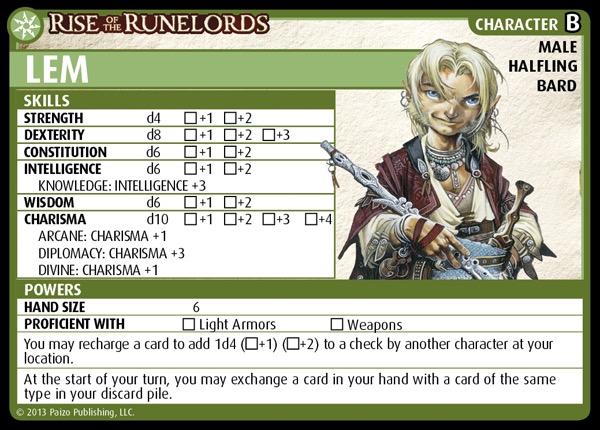 RISE OF THE RUNELORDS
CHARACTER B
MALE
HALFLING
BARD
LEM
SKILLS
STRENGTH d4 ☐+1 ☐+2
DEXTERITY d8 ☐+1 ☐+2 ☐+3
CONSTITUTION d6 ☐+1 ☐+2
INTELLIGENCE d6 ☐+1 ☐+2
KNOWLEDGE: INTELLIGENCE +3
WISDOM d6 ☐+1 ☐+2
CHARISMA d10 ☐+1 ☐+2 ☐+3 ☐+4
ARCANE: CHARISMA +1
DIPLOMACY: CHARISMA +3
DIVINE: CHARISMA +1
POWERS
HAND SIZE 6
PROFICIENT WITH ☐ Light Armors ☐ Weapons
You may recharge a card to add 1d4 (☐+1) (☐+2) to a check by another character at your
location.
At the start of your turn, you may exchange a card in your hand with a card of the same
type in your discard pile.
© 2013 Paizo Publishing, LLC.